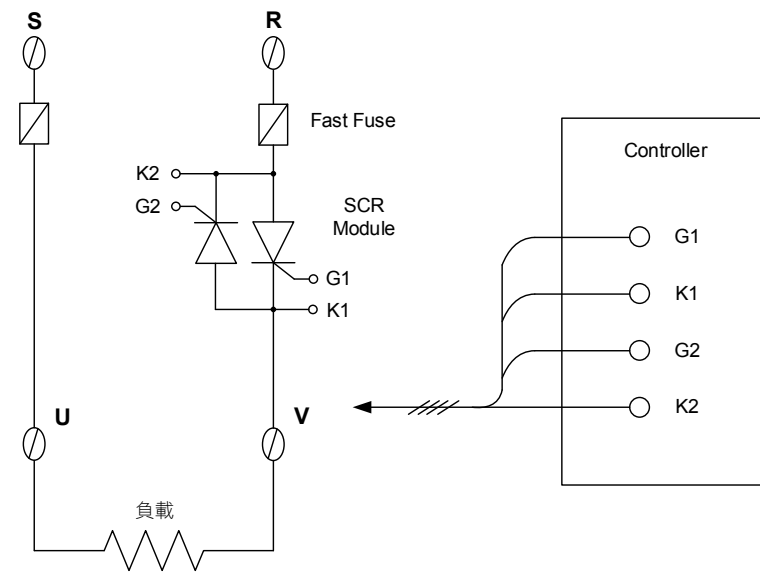 S
R
Fast Fuse
K2
G2
SCR
Module
G1
K1
U
V
負載
Controller
G1
K1
G2
K2